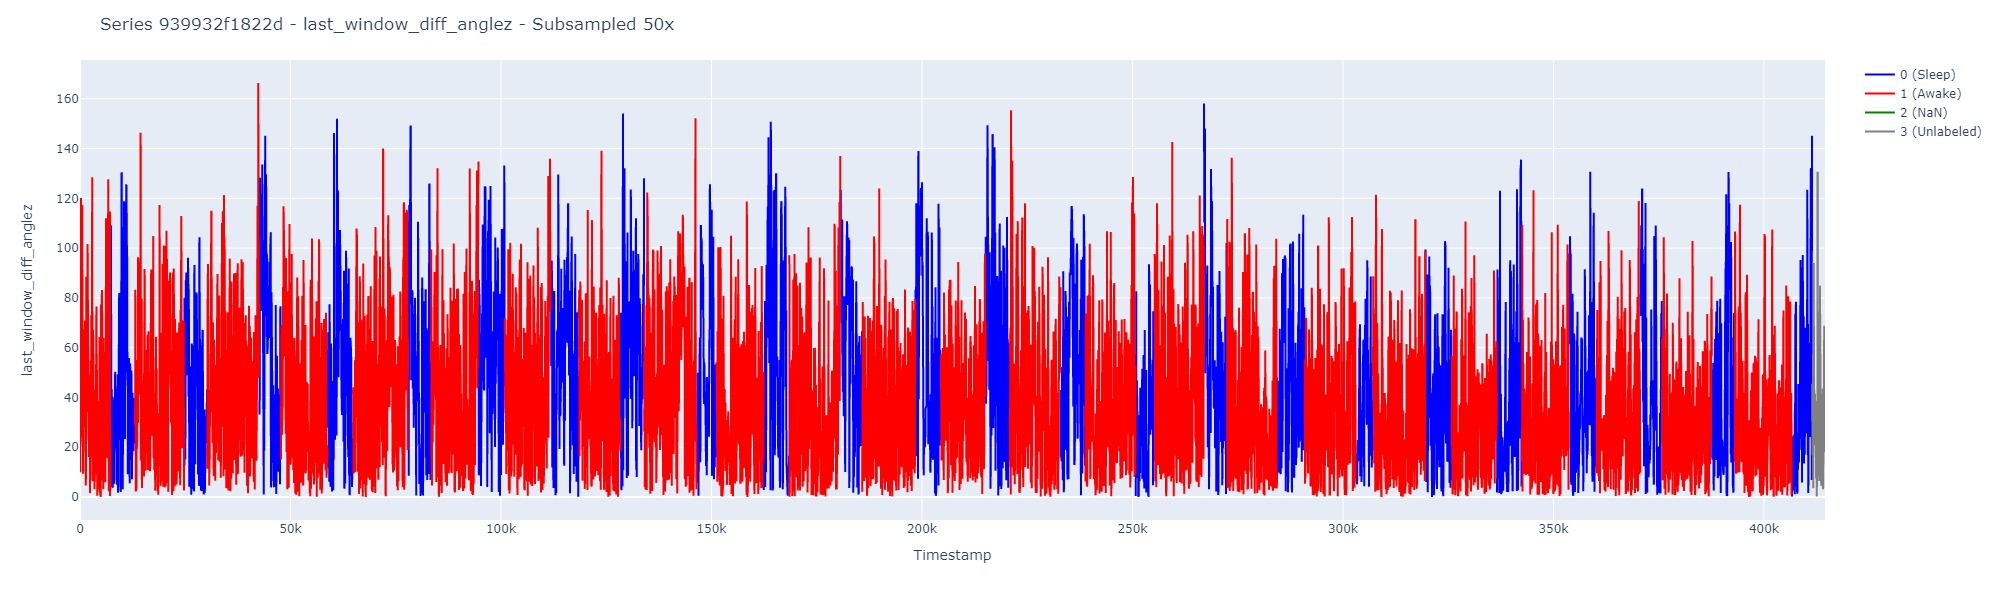 Series 939932f1822d - last_window_diff_anglez - Subsampled 50x
0 (Sleep)
1 (Awake)
2 (NaN)
3 (Unlabeled)
last_window_diff_anglez
160
140
120
100
80
60
40
20
0
0 50k 100k 150k 200k 250k 300k 350k 400k
Timestamp